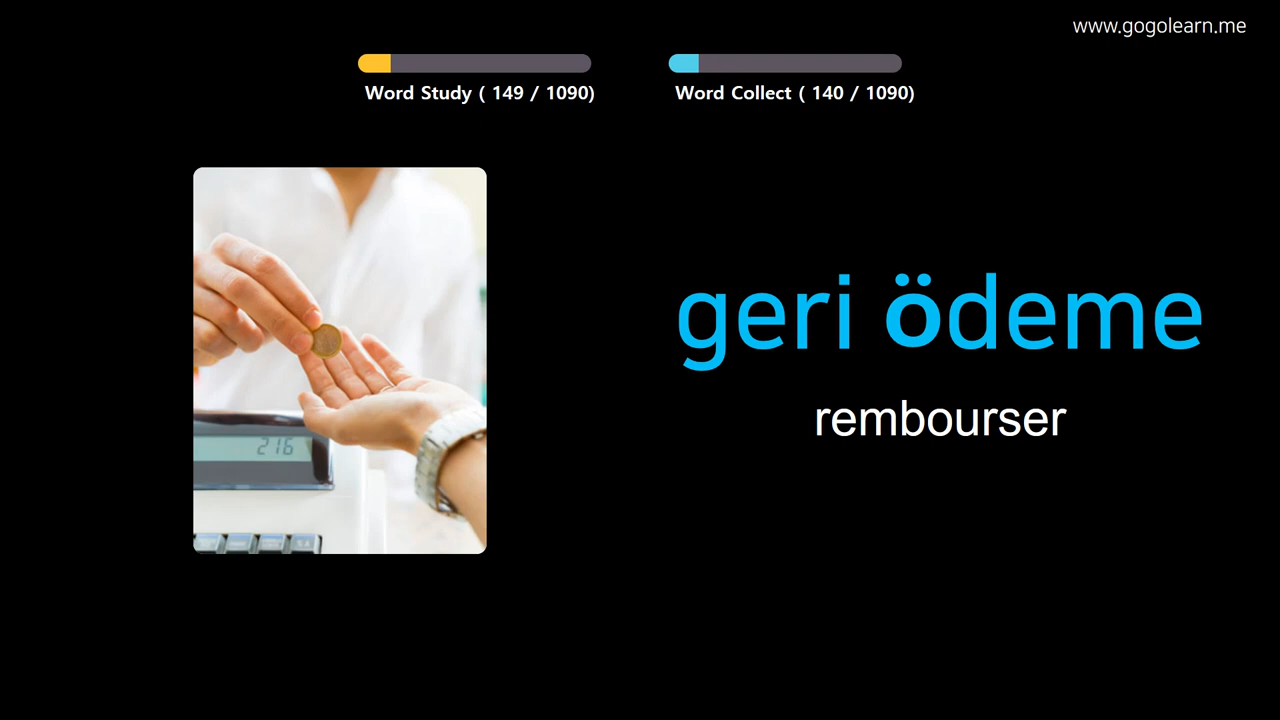 www.gogolearn.me
Word Study ( 149 / 1090)
Word Collect ( 140 / 1090)
216
geri ödeme
rembourser